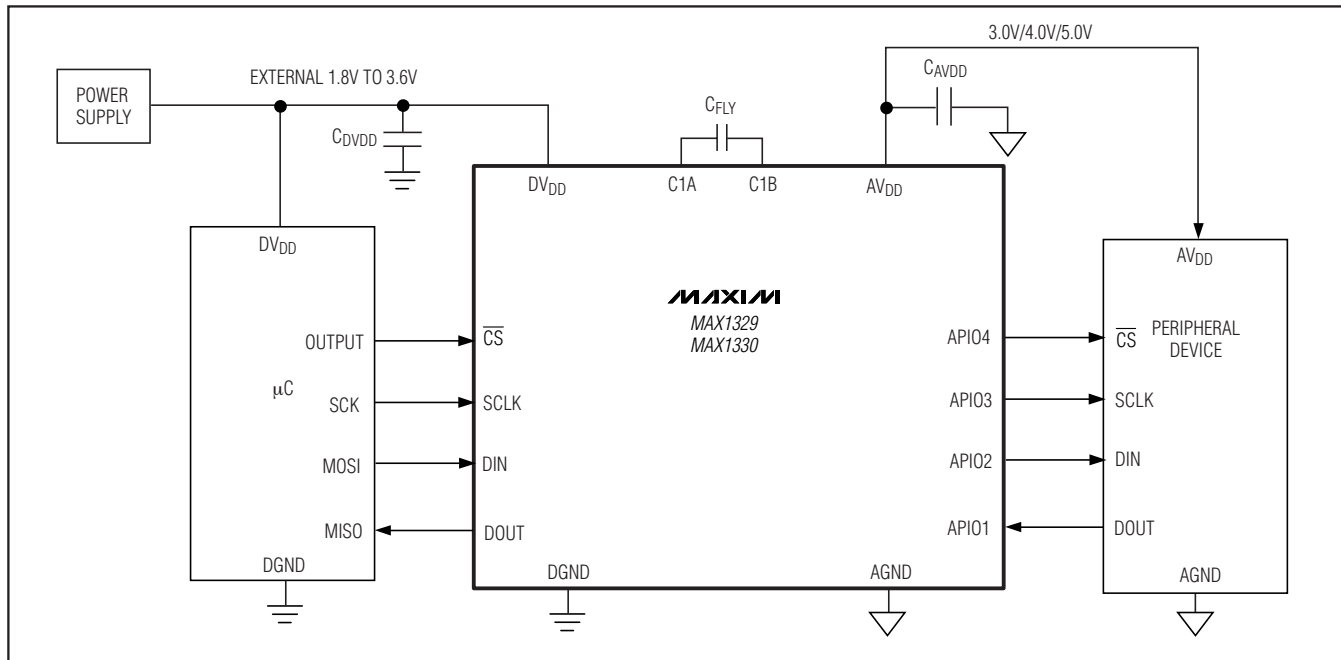 3.0V/4.0V/5.0V
POWER
SUPPLY
EXTERNAL 1.8V TO 3.6V
CDVDD
CFLY
CAVDD
DVDD
C1A
C1B
AVDD
DVDD
OUTPUT
μC
SCK
MOSI
MISO
DGND
MAXIM
MAX1329
MAX1330
CS
SCLK
DIN
DOUT
DGND
AGND
APIO4
APIO3
APIO2
APIO1
AVDD
CS
PERIPHERAL
DEVICE
SCLK
DIN
DOUT
AGND